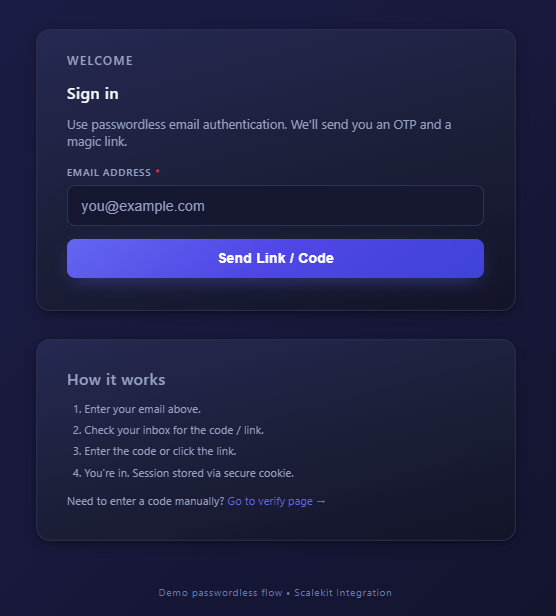 WELCOME
Sign in
Use passwordless email authentication. We'll send you an OTP and a
magic link.
EMAIL ADDRESS *
you@example.com
Send Link / Code
How it works
1. Enter your email above.
2. Check your inbox for the code / link.
3. Enter the code or click the link.
4. You're in. Session stored via secure cookie.
Need to enter a code manually? Go to verify page →
Demo passwordless flow • Scalekit Integration